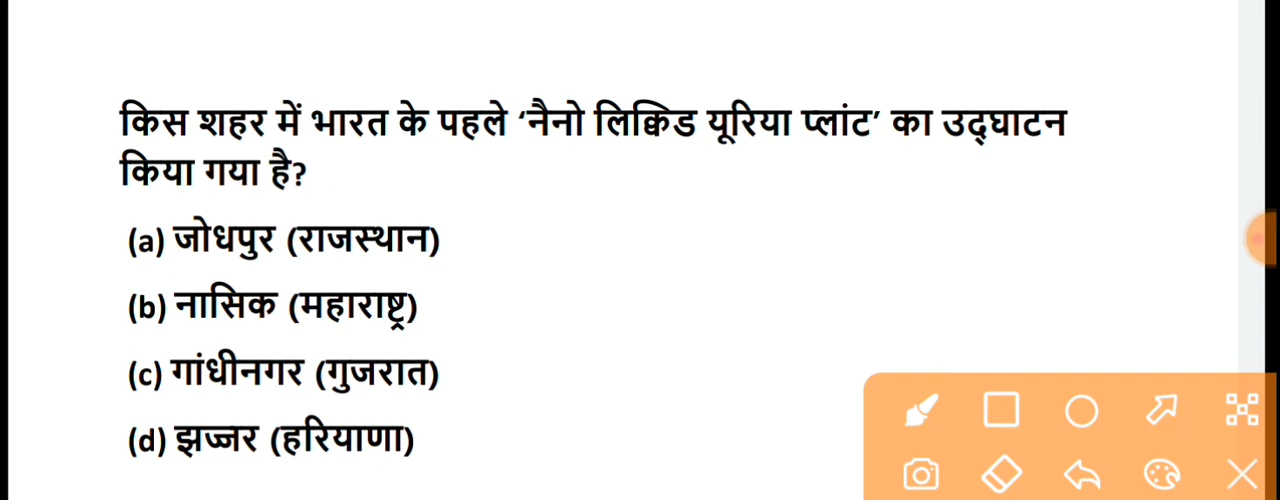 किस शहर में भारत के पहले ‘नैनो लिक्विड यूरिया प्लांट’ का उद्घाटन
किया गया है?
(a) जोधपुर (राजस्थान)
(b) नासिक (महाराष्ट्र)
(c) गांधीनगर (गुजरात)
(d) झज्जर (हरियाणा)